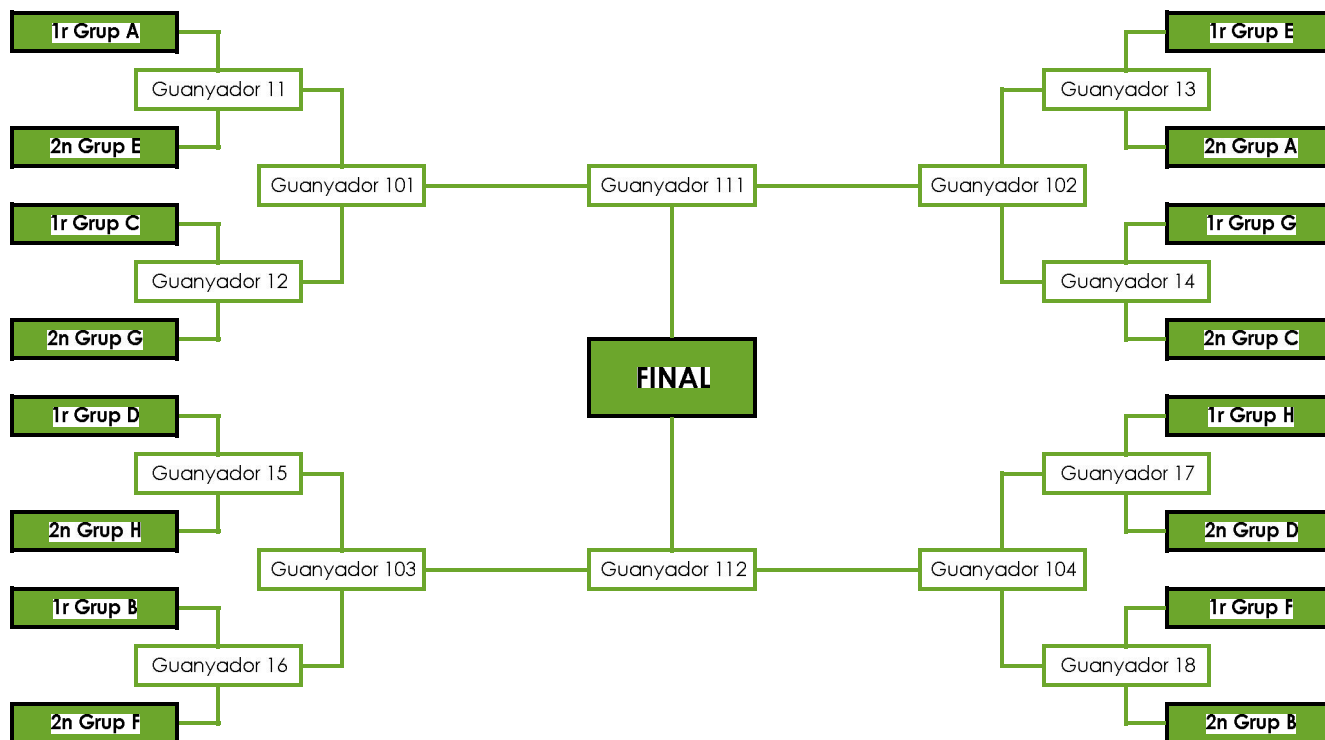 1r Grup A
1r Grup E
Guanyador 11
Guanyador 13
2n Grup E
2n Grup A
Guanyador 101
Guanyador 111
Guanyador 102
1r Grup C
1r Grup G
Guanyador 12
Guanyador 14
2n Grup G
2n Grup C
FINAL
1r Grup D
1r Grup H
Guanyador 15
Guanyador 17
2n Grup H
2n Grup D
Guanyador 103
Guanyador 112
Guanyador 104
1r Grup B
1r Grup F
Guanyador 16
Guanyador 18
2n Grup F
2n Grup B